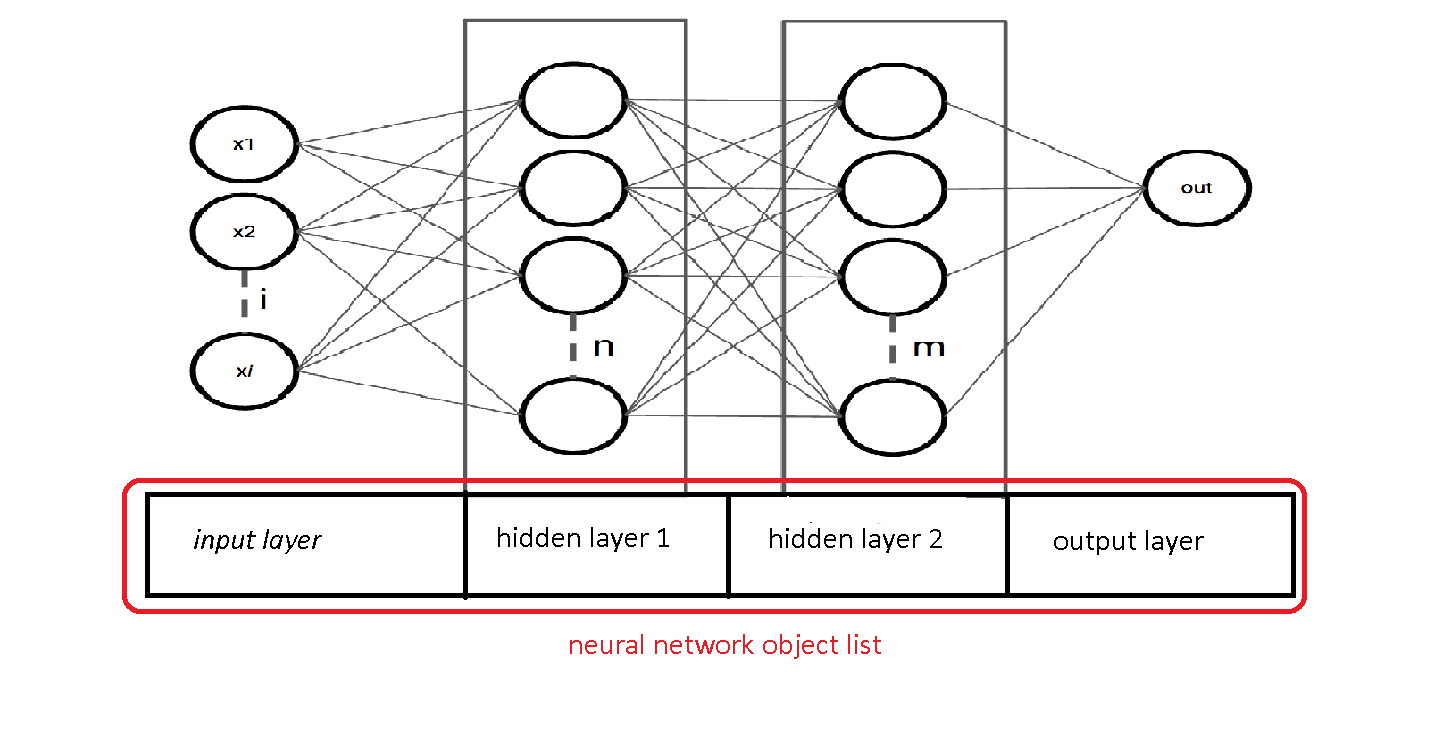 x1
x2
i
xi
n
m
out
input layer
hidden layer 1
hidden layer 2
output layer
neural network object list